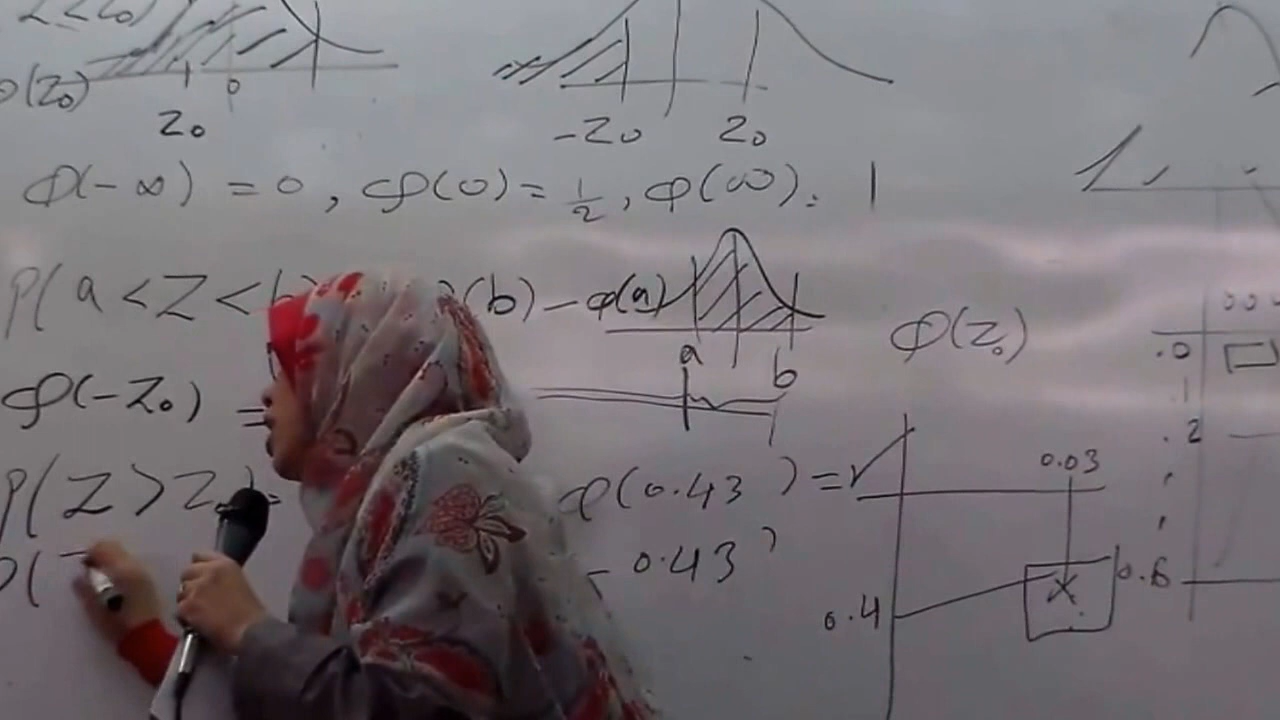 Z₀ 0
-Z₀ Z₀
φ(-∞) = 0, φ(0) = 1/2, φ(∞) = 1
P(a < Z < b) (b) - φ(a)
a b
φ(-Z₀) =
P(Z > Z₀) =
φ(Z₀)
φ(0.43) =
- 0.43)
0.03
0.4 X
.0
.1
.2
0.6